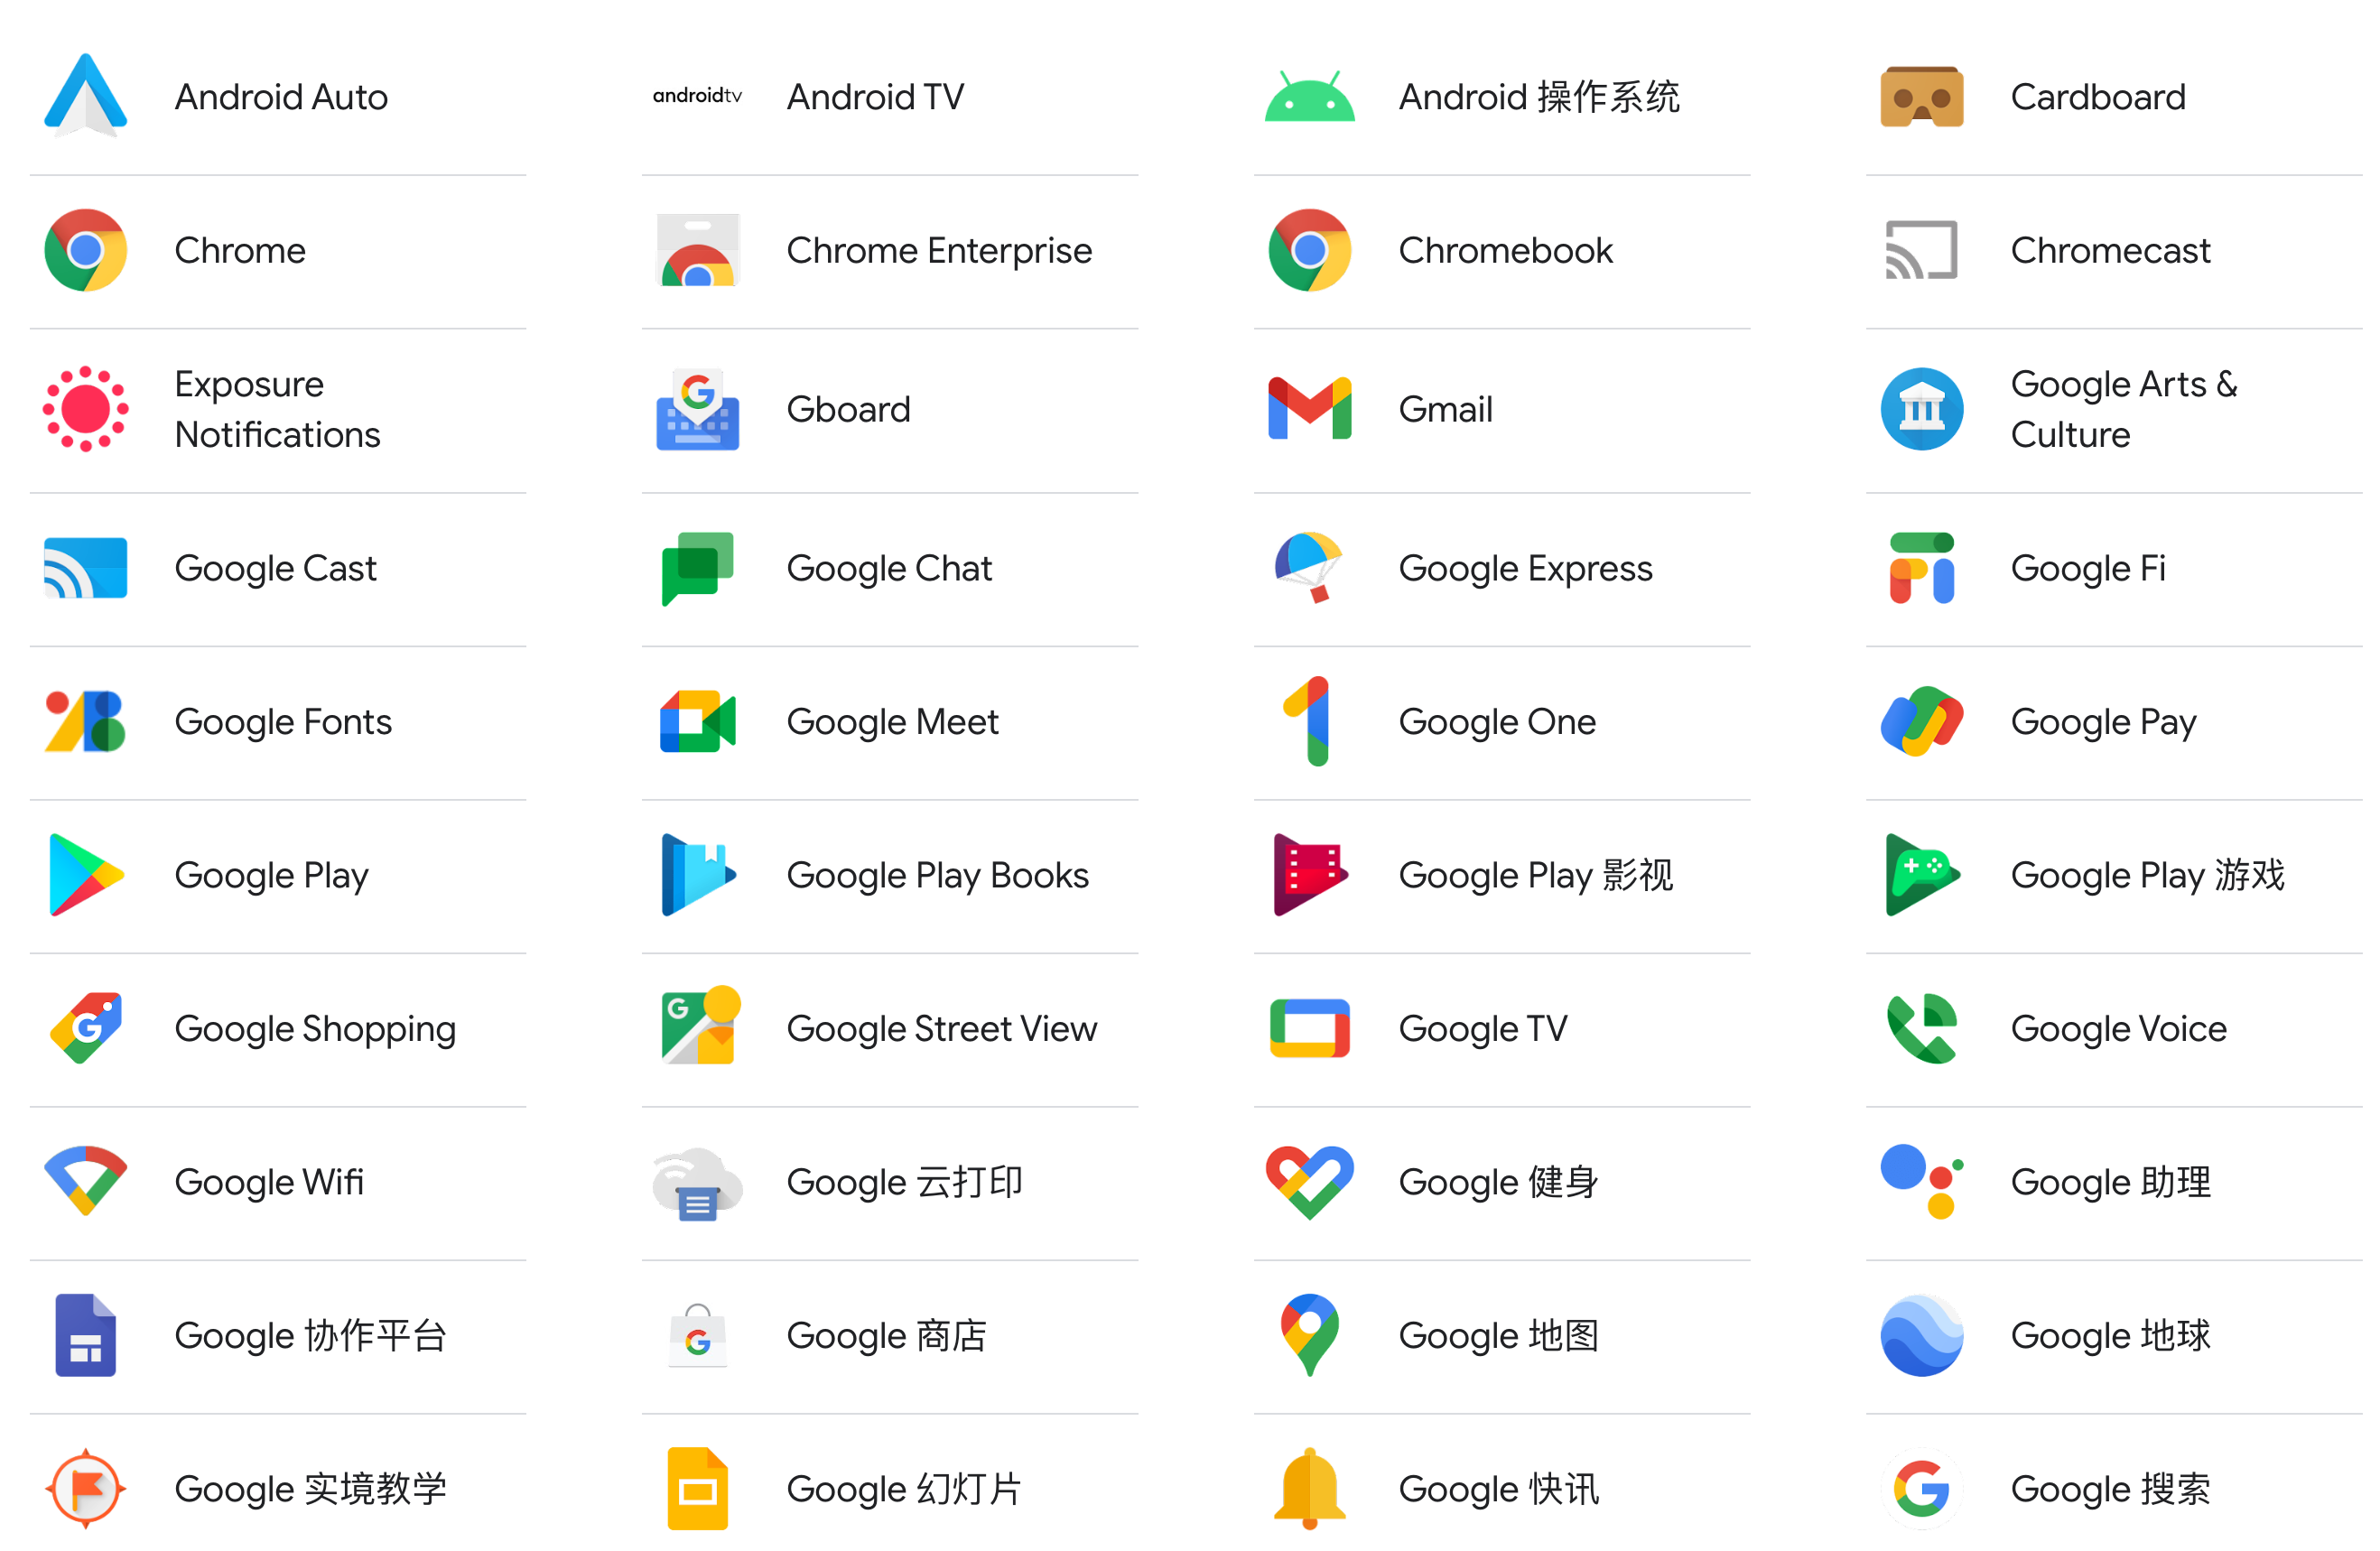 Android Auto
androidtv
Android TV
Android 操作系统
Cardboard
Chrome
Chrome Enterprise
Chromebook
Chromecast
Exposure
Notifications
G
Gboard
Gmail
Google Arts &
Culture
Google Cast
Google Chat
Google Express
Google Fi
Google Fonts
Google Meet
Google One
Google Pay
Google Play
Google Play Books
Google Play 影视
Google Play 游戏
G
Google Shopping
G
Google Street View
Google TV
Google Voice
Google Wifi
Google 云打印
Google 健身
Google 助理
Google 协作平台
G
Google 商店
Google 地图
Google 地球
Google 实境教学
Google 幻灯片
Google 快讯
G
Google 搜索